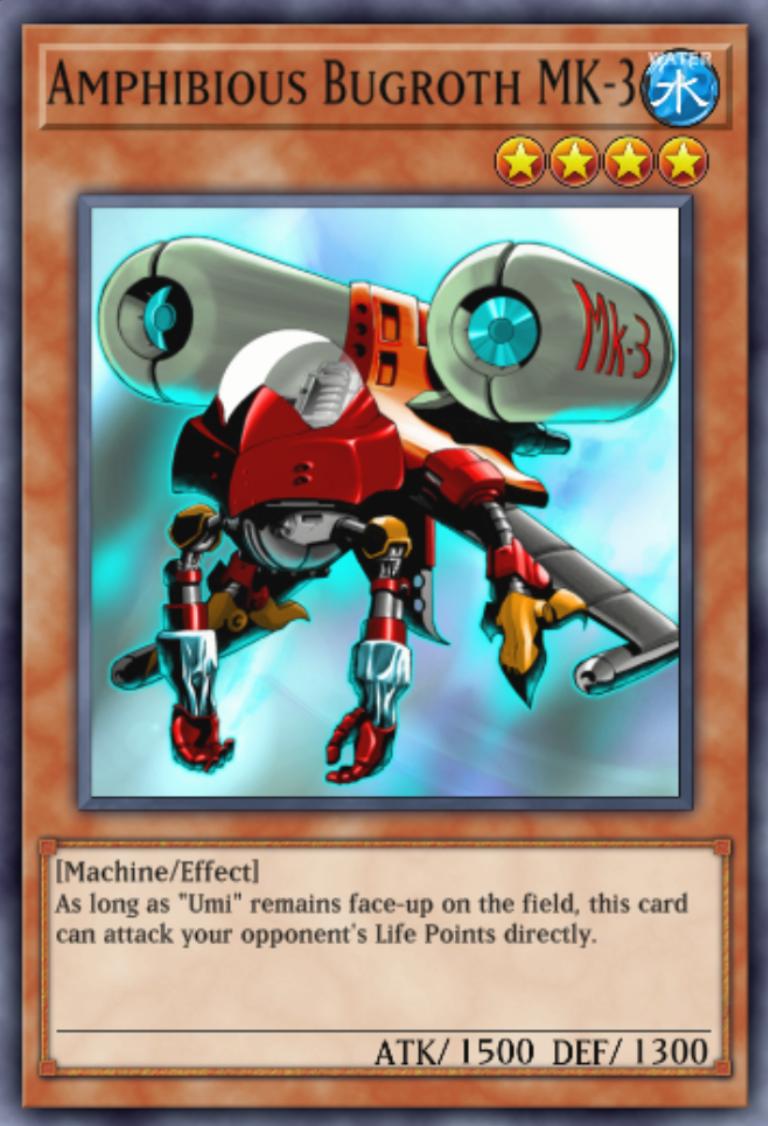 AMPHIBIOUS BUGROTH MK-3
WATER
水
Mk-3
[Machine/Effect]
As long as "Umi" remains face-up on the field, this card
can attack your opponent's Life Points directly.
ATK/ 1500 DEF/ 1300